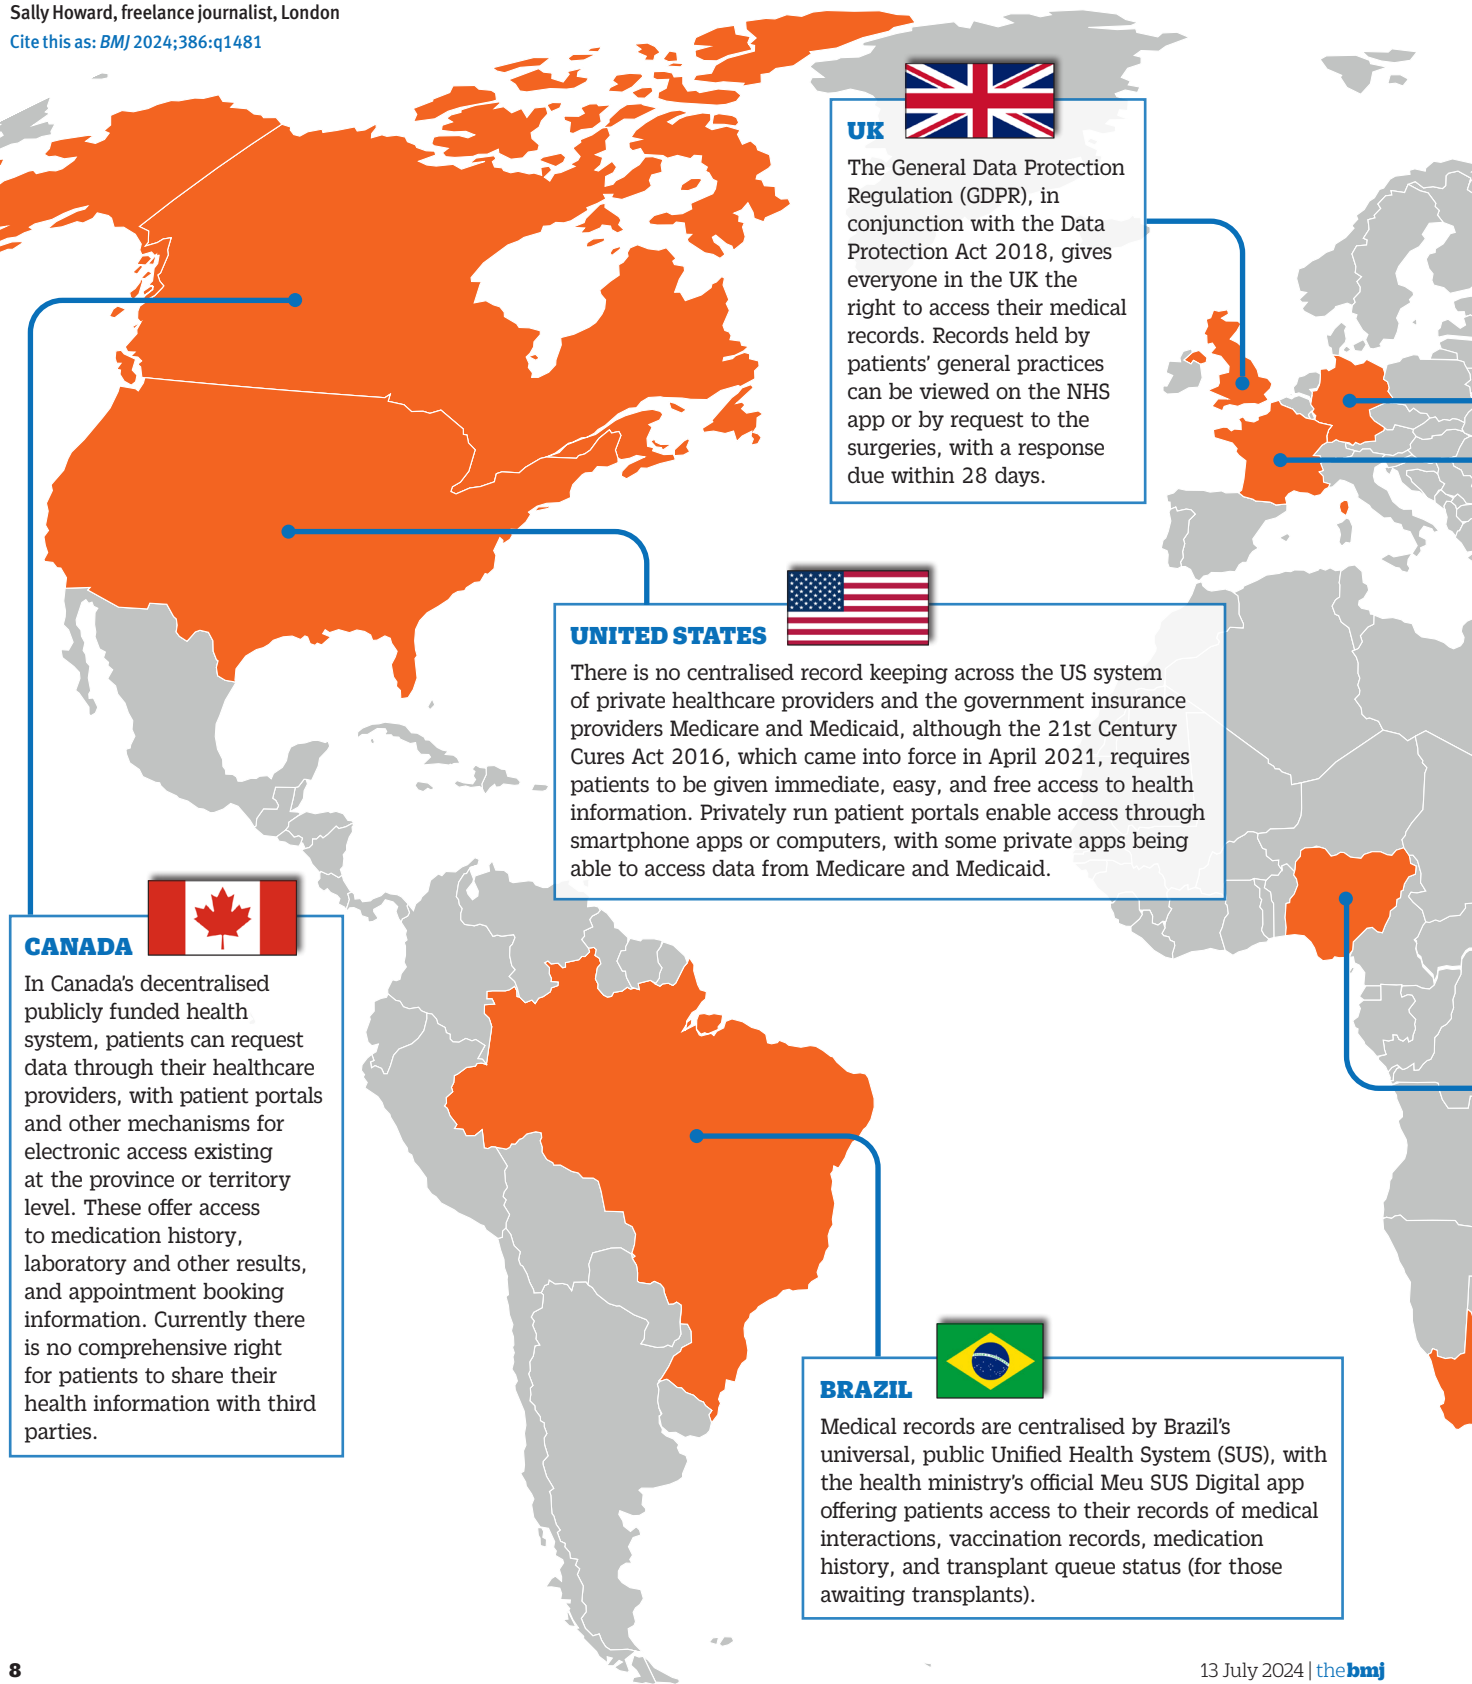 Sally Howard, freelance journalist, London
Cite this as: BMJ 2024;386:q1481
UK
The General Data Protection
Regulation (GDPR), in
conjunction with the Data
Protection Act 2018, gives
everyone in the UK the
right to access their medical
records. Records held by
patients’ general practices
can be viewed on the NHS
app or by request to the
surgeries, with a response
due within 28 days.
UNITED STATES
There is no centralised record keeping across the US system
of private healthcare providers and the government insurance
providers Medicare and Medicaid, although the 21st Century
Cures Act 2016, which came into force in April 2021, requires
patients to be given immediate, easy, and free access to health
information. Privately run patient portals enable access through
smartphone apps or computers, with some private apps being
able to access data from Medicare and Medicaid.
CANADA
In Canada’s decentralised
publicly funded health
system, patients can request
data through their healthcare
providers, with patient portals
and other mechanisms for
electronic access existing
at the province or territory
level. These offer access
to medication history,
laboratory and other results,
and appointment booking
information. Currently there
is no comprehensive right
for patients to share their
health information with third
parties.
BRAZIL
Medical records are centralised by Brazil’s
universal, public Unified Health System (SUS), with
the health ministry’s official Meu SUS Digital app
offering patients access to their records of medical
interactions, vaccination records, medication
history, and transplant queue status (for those
awaiting transplants).
8
13 July 2024 | the bmj